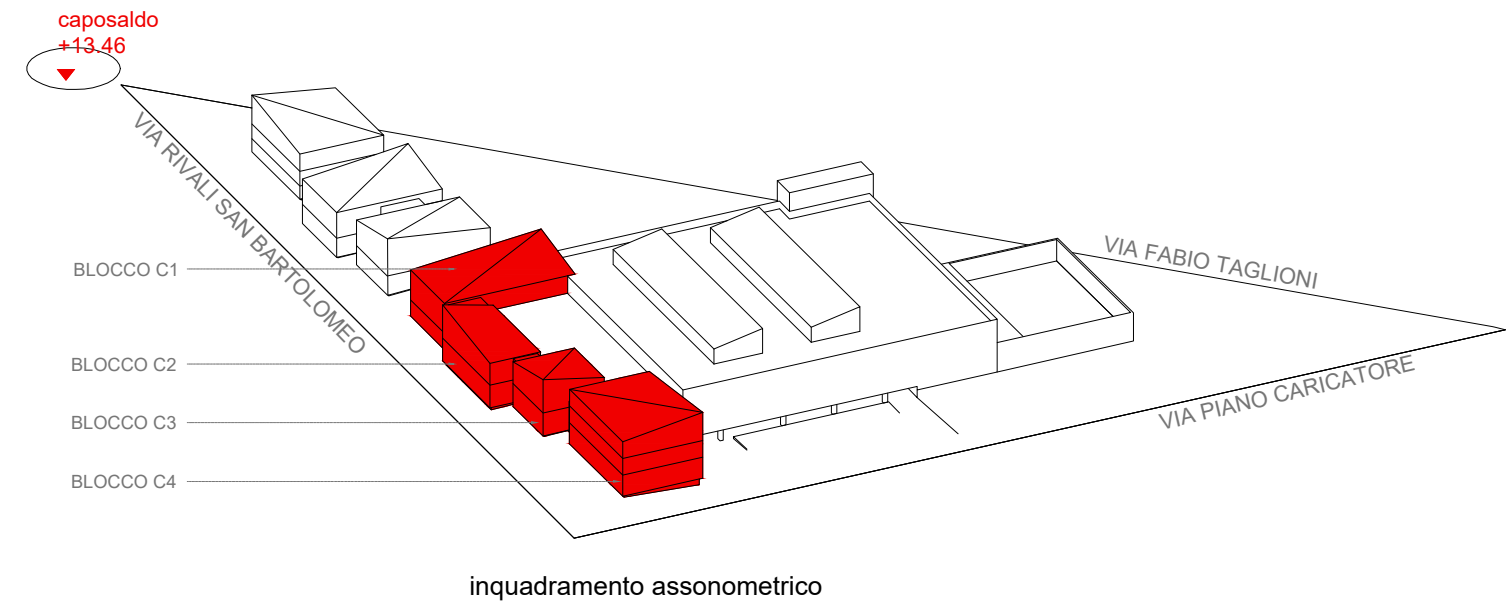 caposaldo
+13.46
VIA RIVALI SAN BARTOLOMEO
VIA FABIO TAGLIONI
BLOCCO C1
BLOCCO C2
VIA PIANO CARICATORE
BLOCCO C3
BLOCCO C4
inquadramento assonometrico